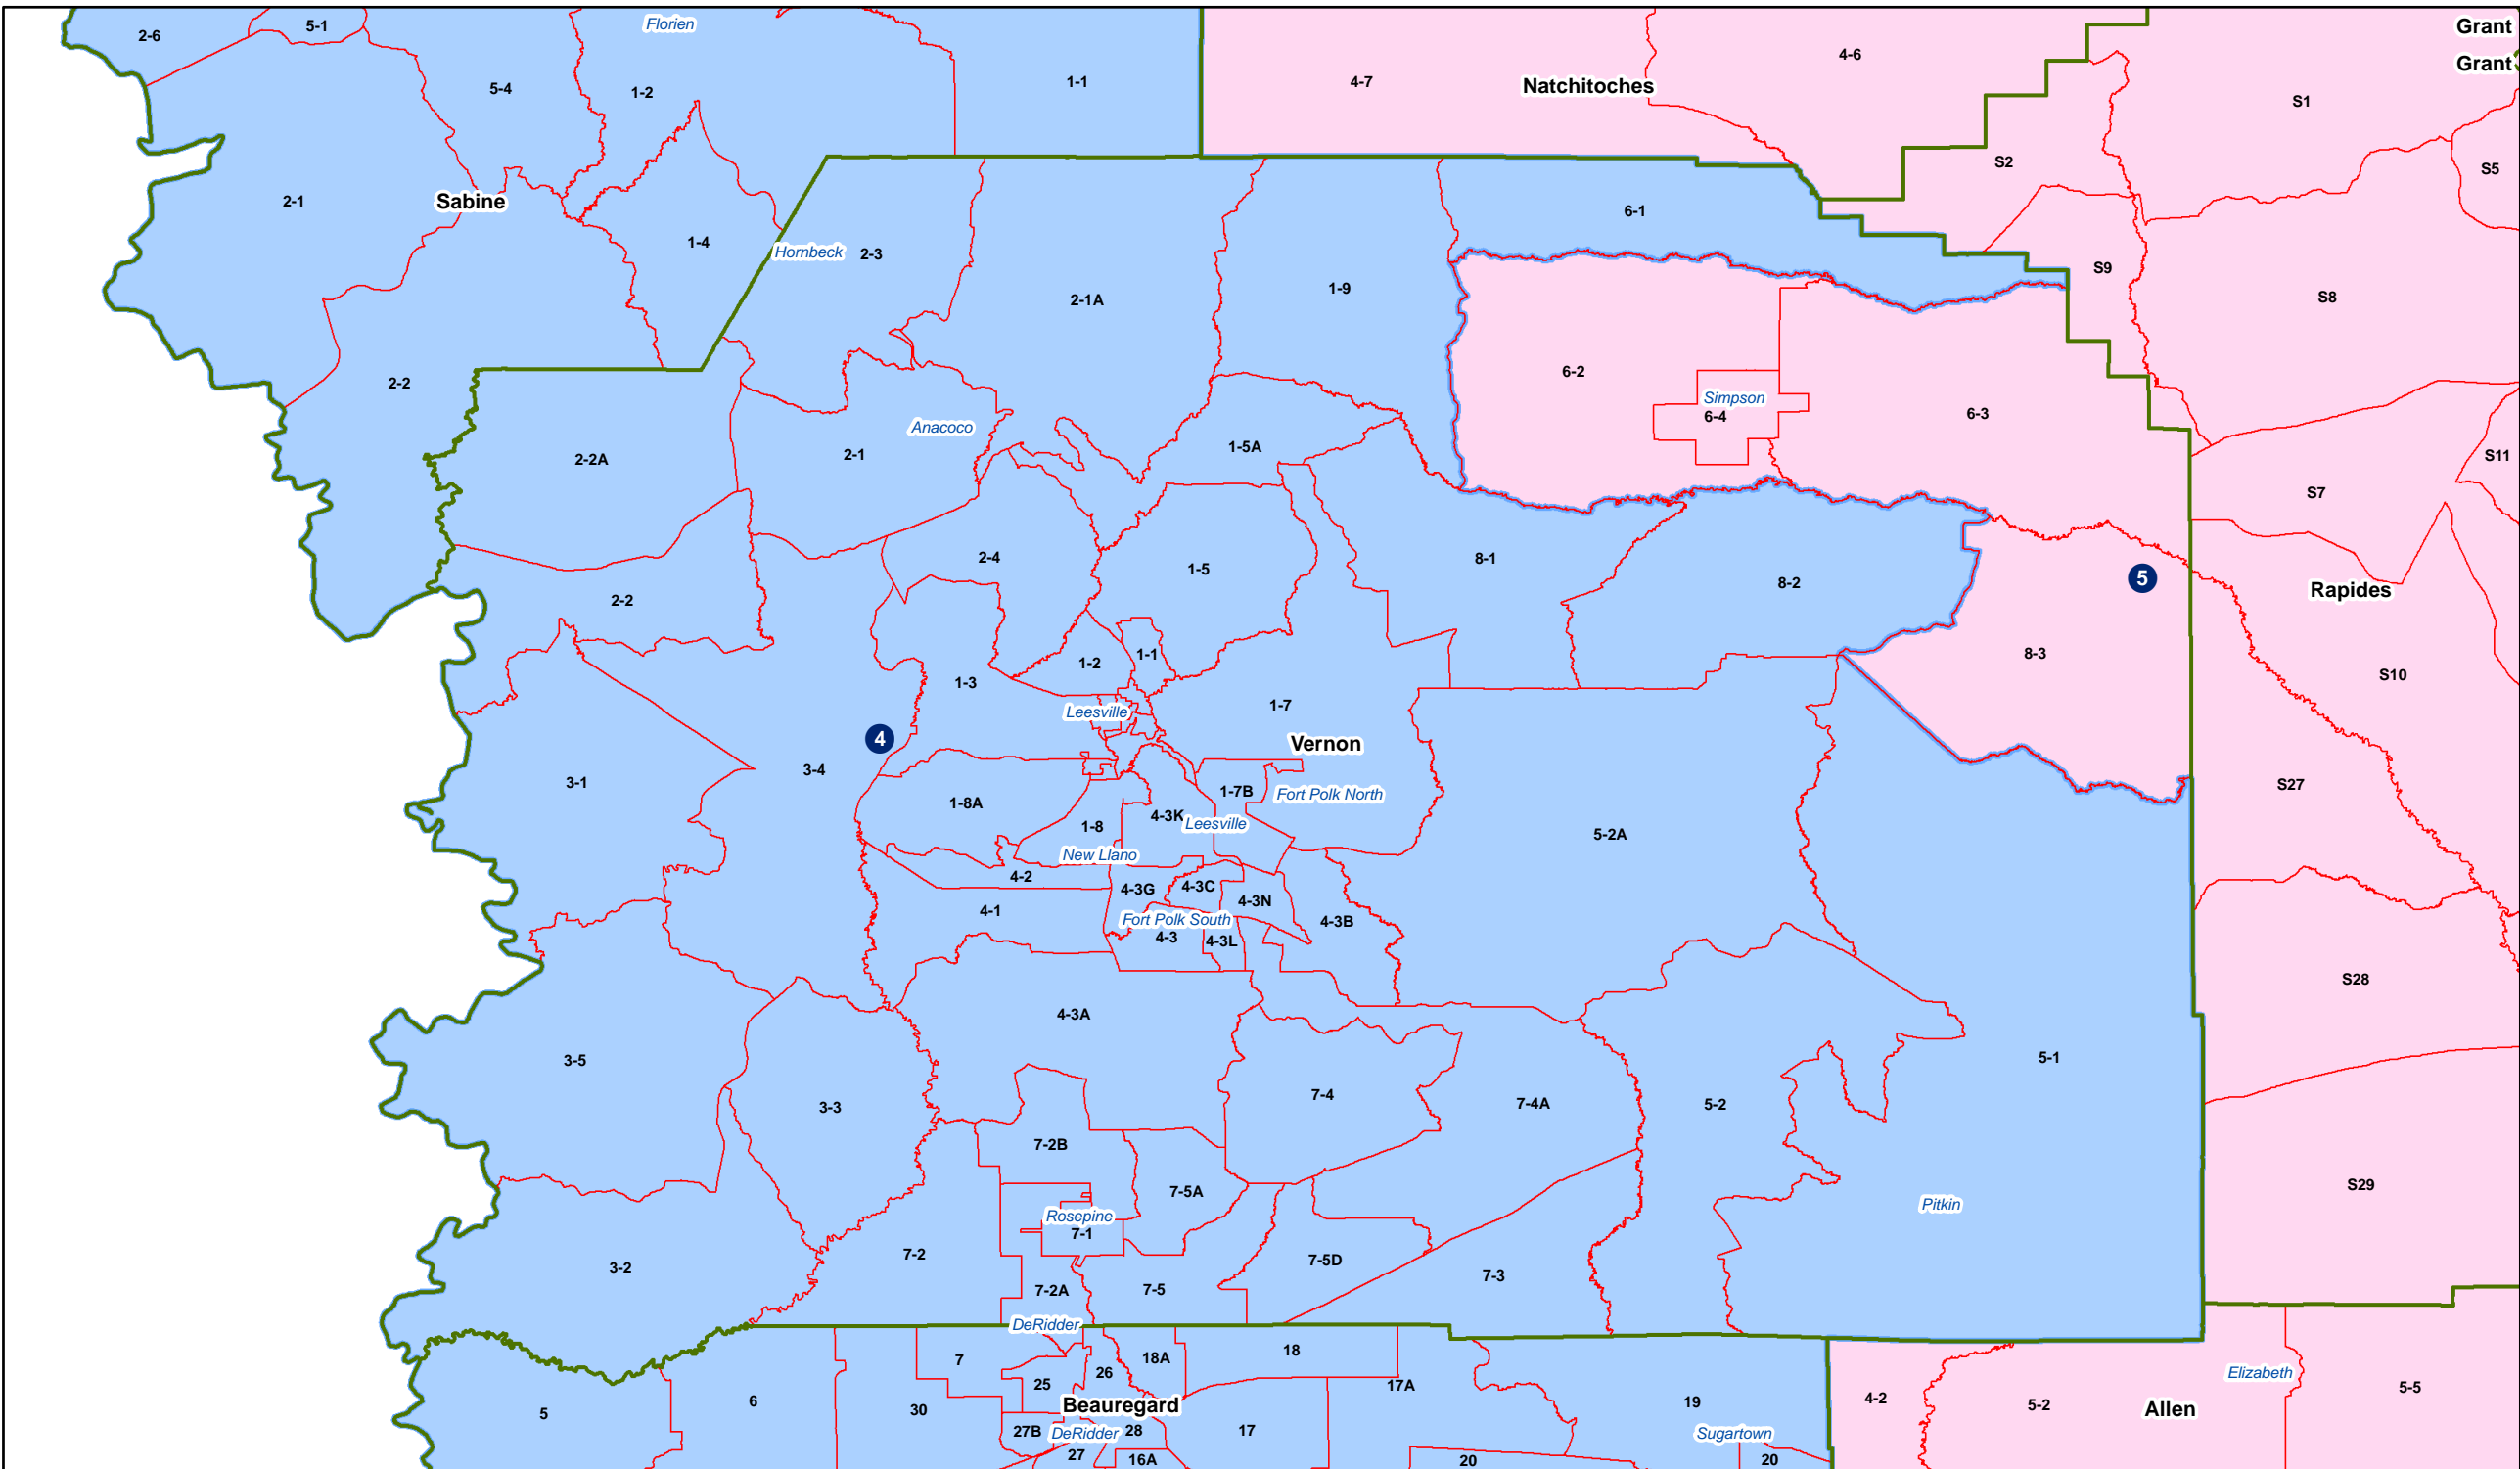 Florien
Grant
2-6
5-1
4-6
Grant
5-4
1-2
1-1
4-7
Natchitoches
S1
S2
S5
2-1
Sabine
6-1
1-4
Hornbeck
2-3
S9
2-1A
1-9
S8
2-2
6-2
Simpson
6-4
6-3
Anacoco
2-1
1-5A
2-2A
S11
S7
2-4
1-5
8-1
8-2
5
Rapides
2-2
1-2
1-1
8-3
1-3
S10
Leesville
1-7
4
Vernon
3-1
3-4
S27
1-8A
1-7B
Fort Polk North
4-3K
Leesville
1-8
5-2A
New Llano
4-2
4-3G
4-3C
4-3N
4-1
Fort Polk South
4-3B
4-3
4-3L
S28
4-3A
3-5
5-1
7-4
7-4A
3-3
5-2
7-2B
7-5A
S29
Pitkin
Rosepine
7-1
7-2
3-2
7-5D
7-3
7-2A
7-5
DeRidder
18
7
18A
26
25
17A
Elizabeth
5-5
6
Beauregard
4-2
5-2
Allen
5
30
19
27B
DeRidder
28
17
Sugartown
27
16A
20
20